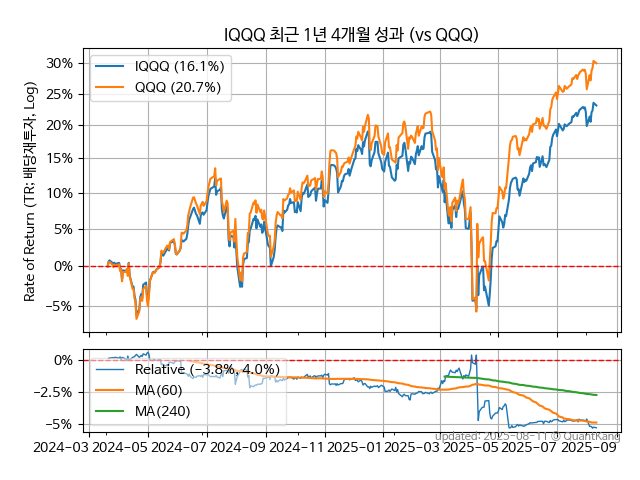 IQQQ 최근 1년 4개월 성과 (vs QQQ)
Rate of Return (TR: 배당재투자, Log)
30%
25%
20%
15%
10%
5%
0%
−5%
IQQQ (16.1%)
QQQ (20.7%)
0%
−2.5%
−5%
Relative (−3.8%, 4.0%)
MA(60)
MA(240)
updated: 2025-08-11 © QuantKang
2024-03 2024-05 2024-07 2024-09 2024-11 2025-01 2025-03 2025-05 2025-07 2025-09